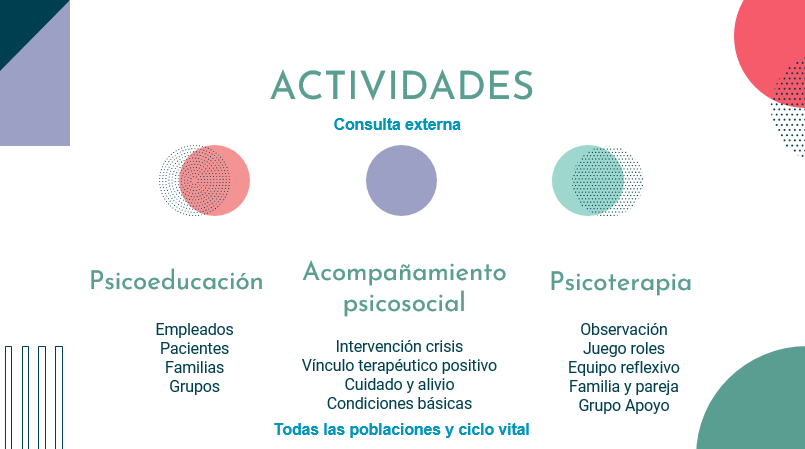 ACTIVIDADES
Consulta externa
Psicoeducación
Empleados
Pacientes
Familias
Grupos
Acompañamiento
psicosocial
Intervención crisis
Vínculo terapéutico positivo
Cuidado y alivio
Condiciones básicas
Psicoterapia
Observación
Juego roles
Equipo reflexivo
Familia y pareja
Grupo Apoyo
Todas las poblaciones y ciclo vital